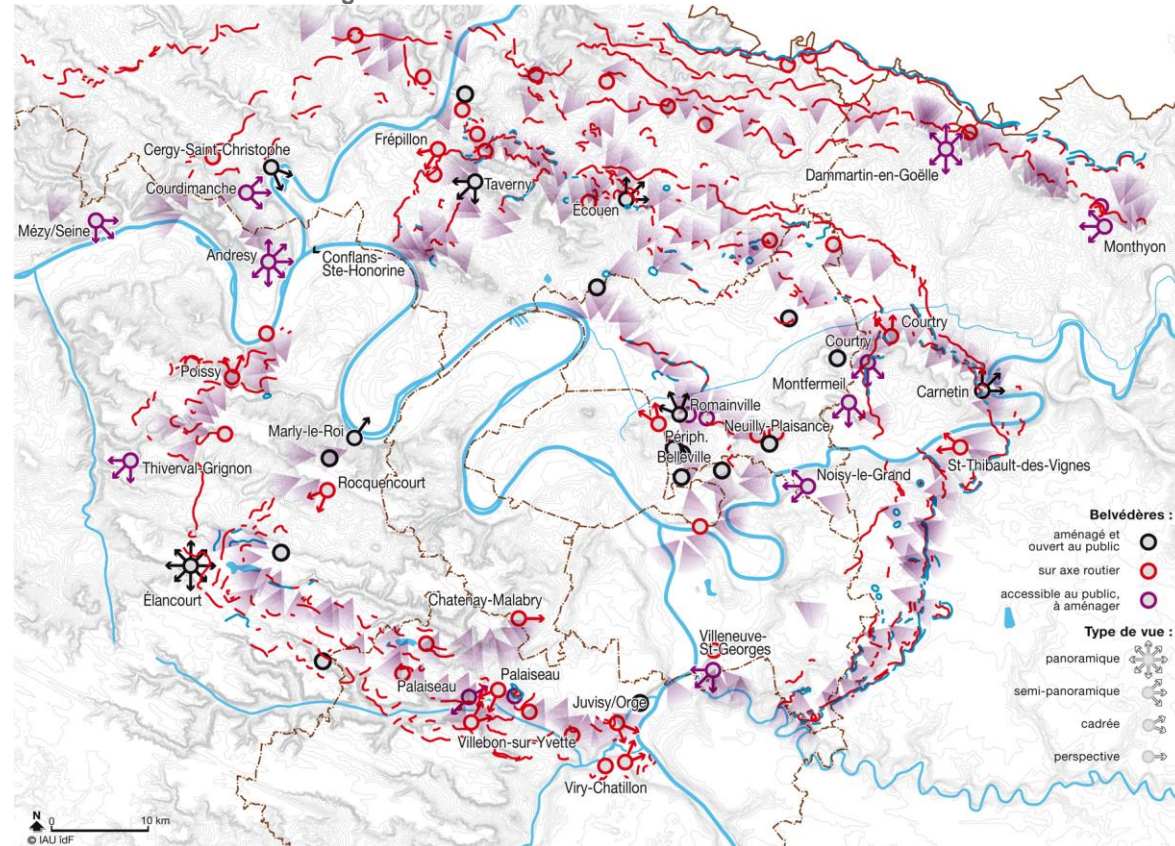 Frépillon
Cergy-Saint-Christophe
Courdimanche
Taverny
Écouen
Dammartin-en-Goëlle
Mézy/Seine
Monthyon
Andresy
Conflans-
Ste-Honorine
Courtry
Courtry
Poissy
Montfermeil
Carnetin
Romainville
Marly-le-Roi
Périph.
Neuilly-Plaisance
Belleville
St-Thibault-des-Vignes
Thiverval-Grignon
Rocquencourt
Noisy-le-Grand
Élancourt
Chatenay-Malabry
Villeneuve-
St-Georges
Palaiseau
Palaiseau
Juvisy/Orge
Villebon-sur-Yvette
Viry-Chatillon
Belvédères :
aménagé et
ouvert au public
sur axe routier
accessible au public,
à aménager
Type de vue :
panoramique
semi-panoramique
cadrée
perspective
N
0 10 km
© IAU îdF